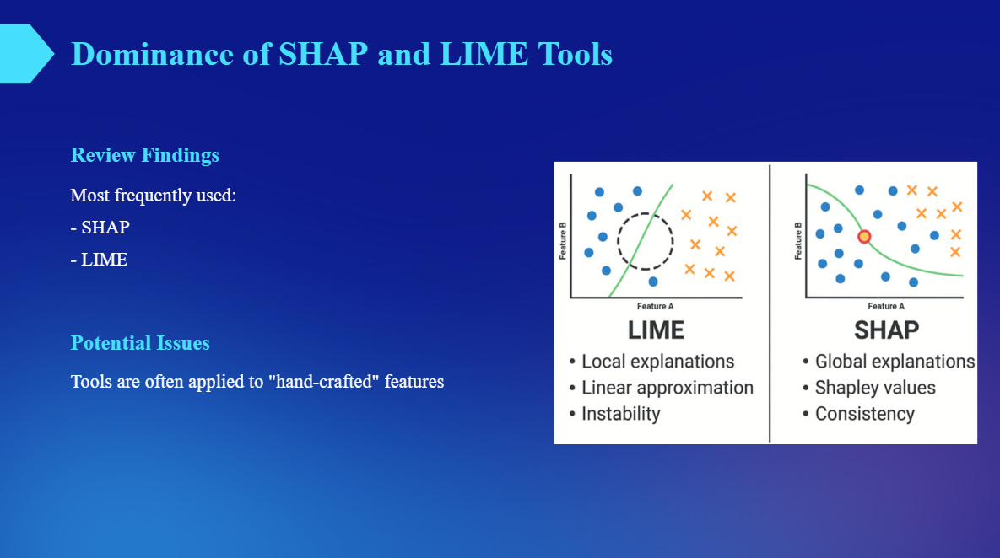 Dominance of SHAP and LIME Tools
Review Findings
Most frequently used:
- SHAP
- LIME
Potential Issues
Tools are often applied to "hand-crafted" features
Feature B
Feature A
LIME
• Local explanations
• Linear approximation
• Instability
Feature B
Feature A
SHAP
• Global explanations
• Shapley values
• Consistency